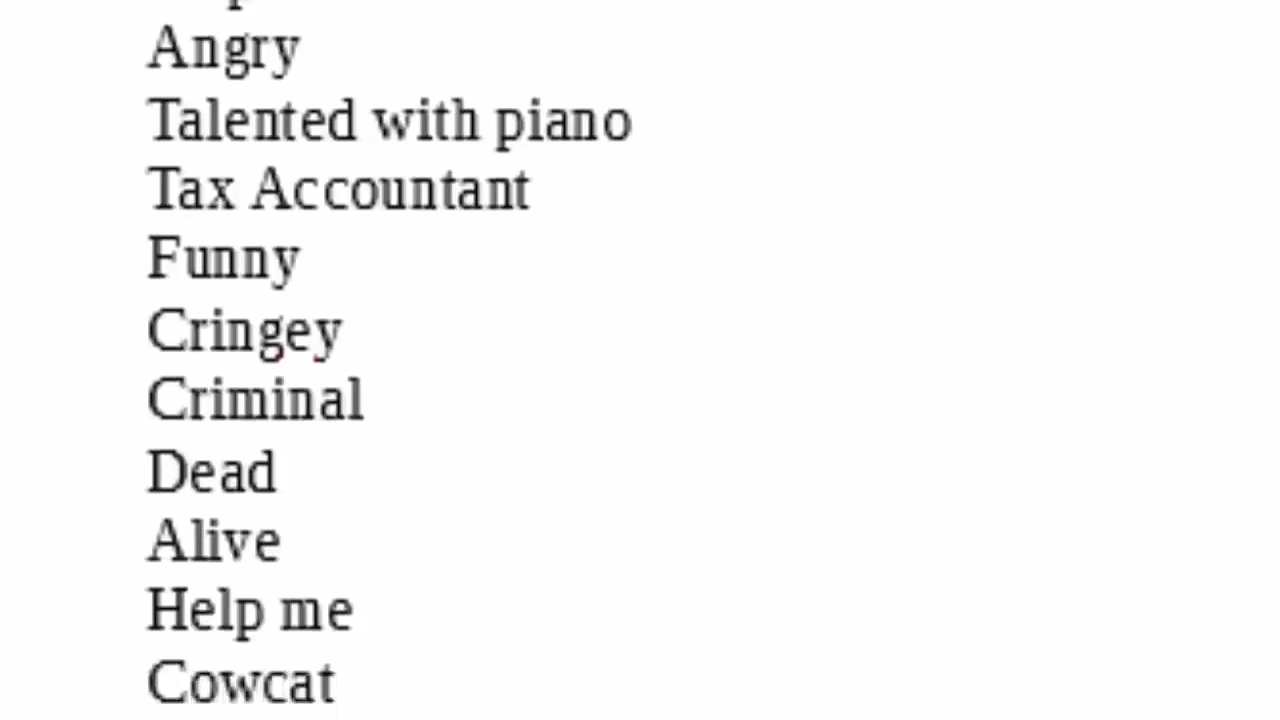 Angry
Talented with piano
Tax Accountant
Funny
Cringey
Criminal
Dead
Alive
Help me
Cowcat